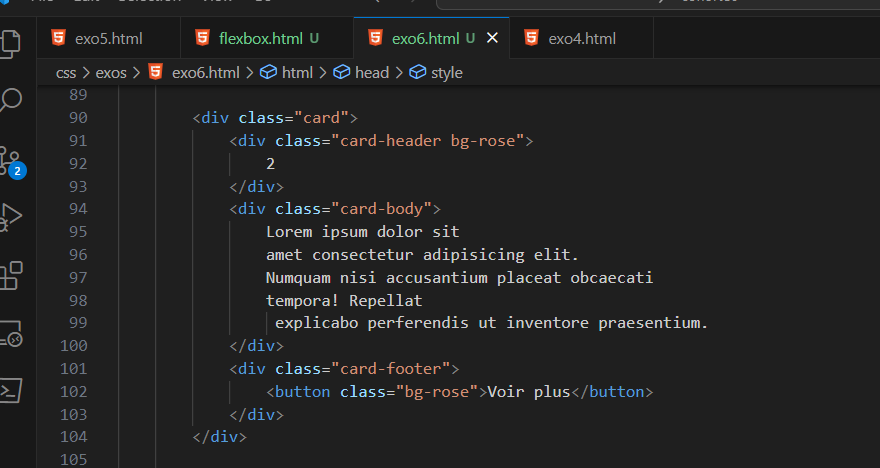 exo5.html flexbox.html U exo6.html U exo4.html
css > exos > exo6.html > html > head > style
89
90 <div class="card">
91 <div class="card-header bg-rose">
92 2
93 </div>
94 <div class="card-body">
95 Lorem ipsum dolor sit
96 amet consectetur adipisicing elit.
97 Numquam nisi accusantium placeat obcaecati
98 tempora! Repellat
99 explicabo perferendis ut inventore praesentium.
100 </div>
101 <div class="card-footer">
102 <button class="bg-rose">Voir plus</button>
103 </div>
104 </div>
105
2